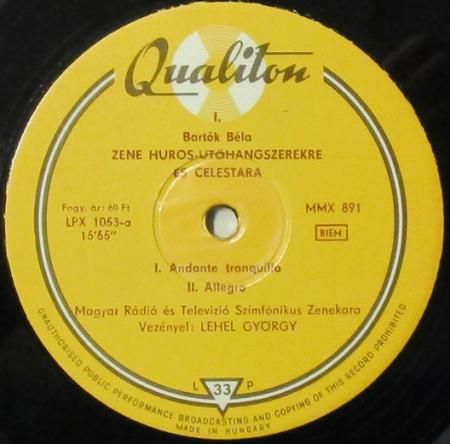 Qualiton
I.
Bartók Béla
ZENE HUROS-UTŐHANGSZEREKRE
ÉS CELESTÁRA
Fogy. ár: 60 Ft
LPX 1053-a
15'55"
MMX 891
BIEM
I. Andante tranquillo
II. Allegro
Magyar Rádió és Televizió Szimfónikus Zenekara
Vezényel: LEHEL GYÖRGY
L 33 P
UNAUTHORISED PUBLIC PERFORMANCE BROADCASTING AND COPYING OF THIS RECORD PROHIBITED
MADE IN HUNGARY